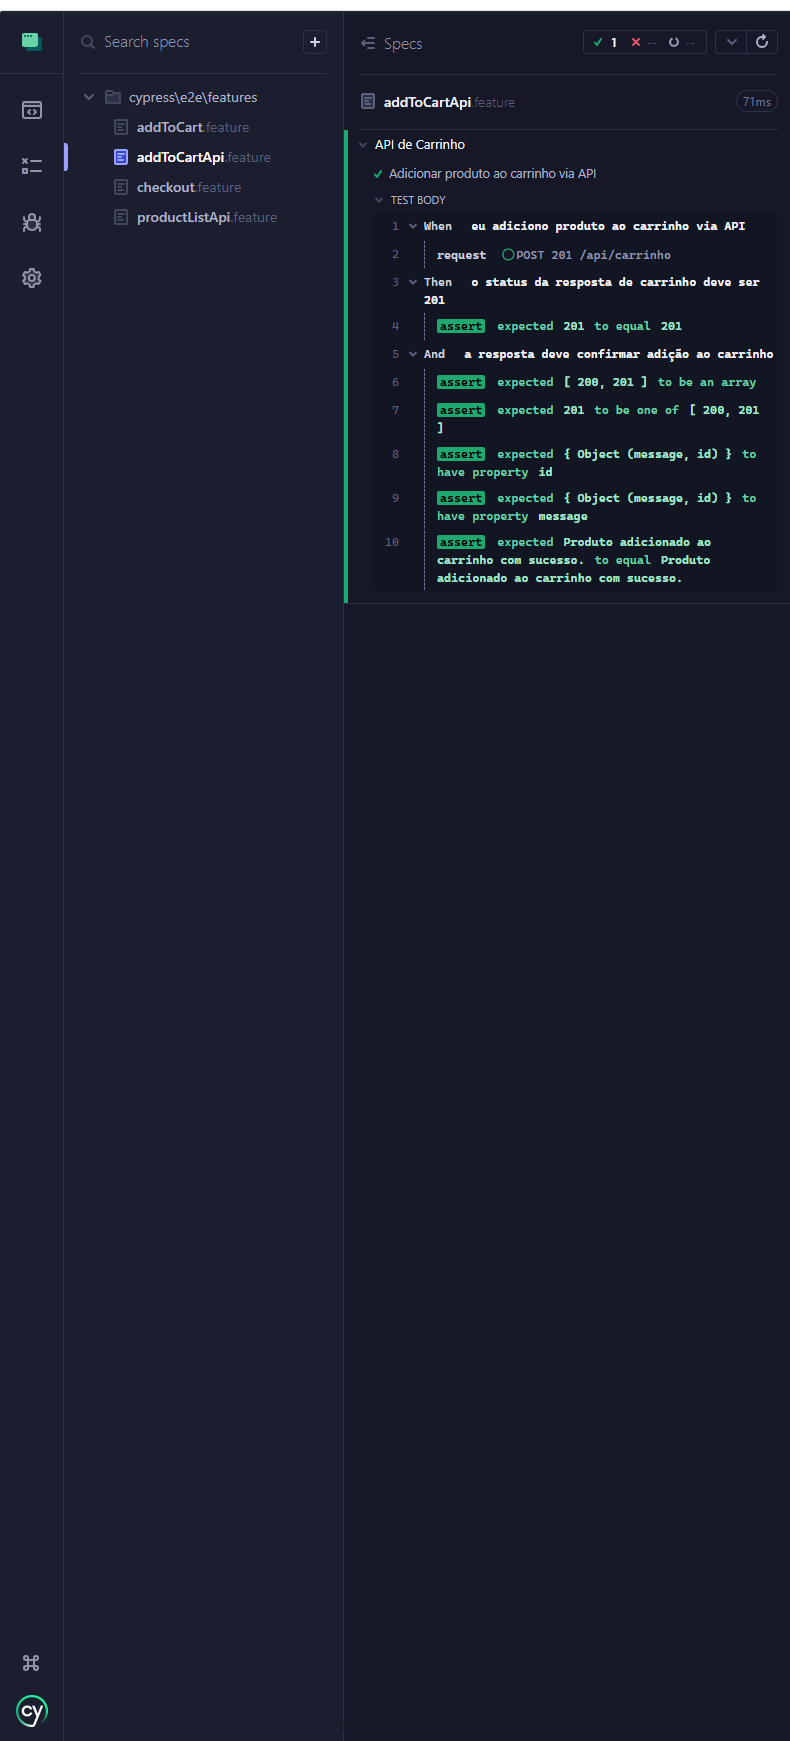 Search specs
+
cypress\e2e\features
addToCart.feature
addToCartApi.feature
checkout.feature
productListApi.feature
Specs
1 -- --
addToCartApi.feature 71ms
API de Carrinho
Adicionar produto ao carrinho via API
TEST BODY
1 When eu adiciono produto ao carrinho via API
2 request POST 201 /api/carrinho
3 Then o status da resposta de carrinho deve ser
201
4 assert expected 201 to equal 201
5 And a resposta deve confirmar adição ao carrinho
6 assert expected [ 200, 201 ] to be an array
7 assert expected 201 to be one of [ 200, 201
]
8 assert expected { Object (message, id) } to
have property id
9 assert expected { Object (message, id) } to
have property message
10 assert expected Produto adicionado ao
carrinho com sucesso. to equal Produto
adicionado ao carrinho com sucesso.
cy